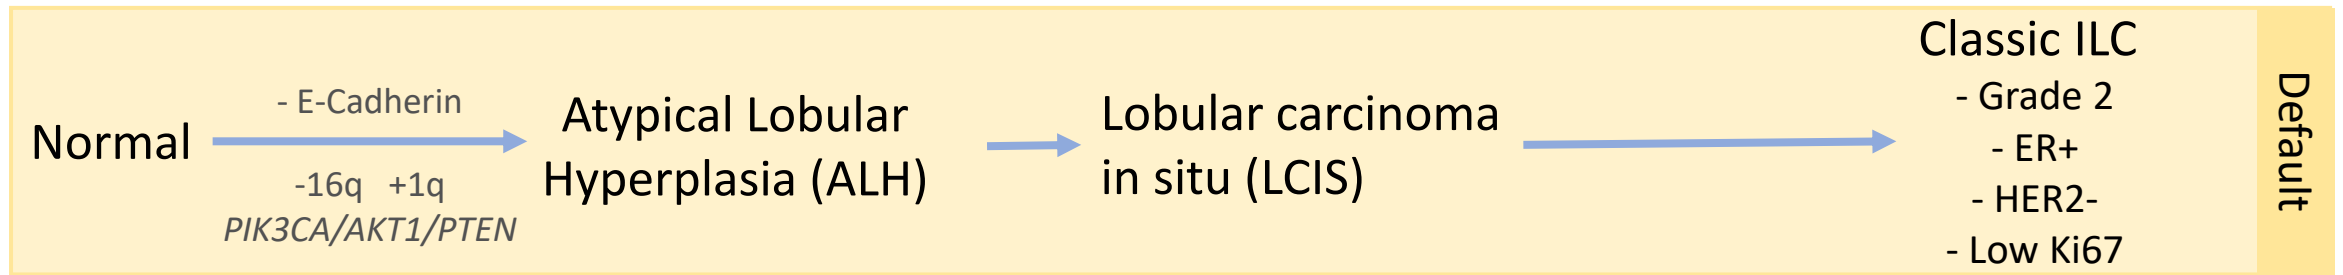 Normal
- E-Cadherin
-16q +1q
PIK3CA/AKT1/PTEN
Atypical Lobular
Hyperplasia (ALH)
Lobular carcinoma
in situ (LCIS)
Classic ILC
- Grade 2
- ER+
- HER2-
- Low Ki67
Default